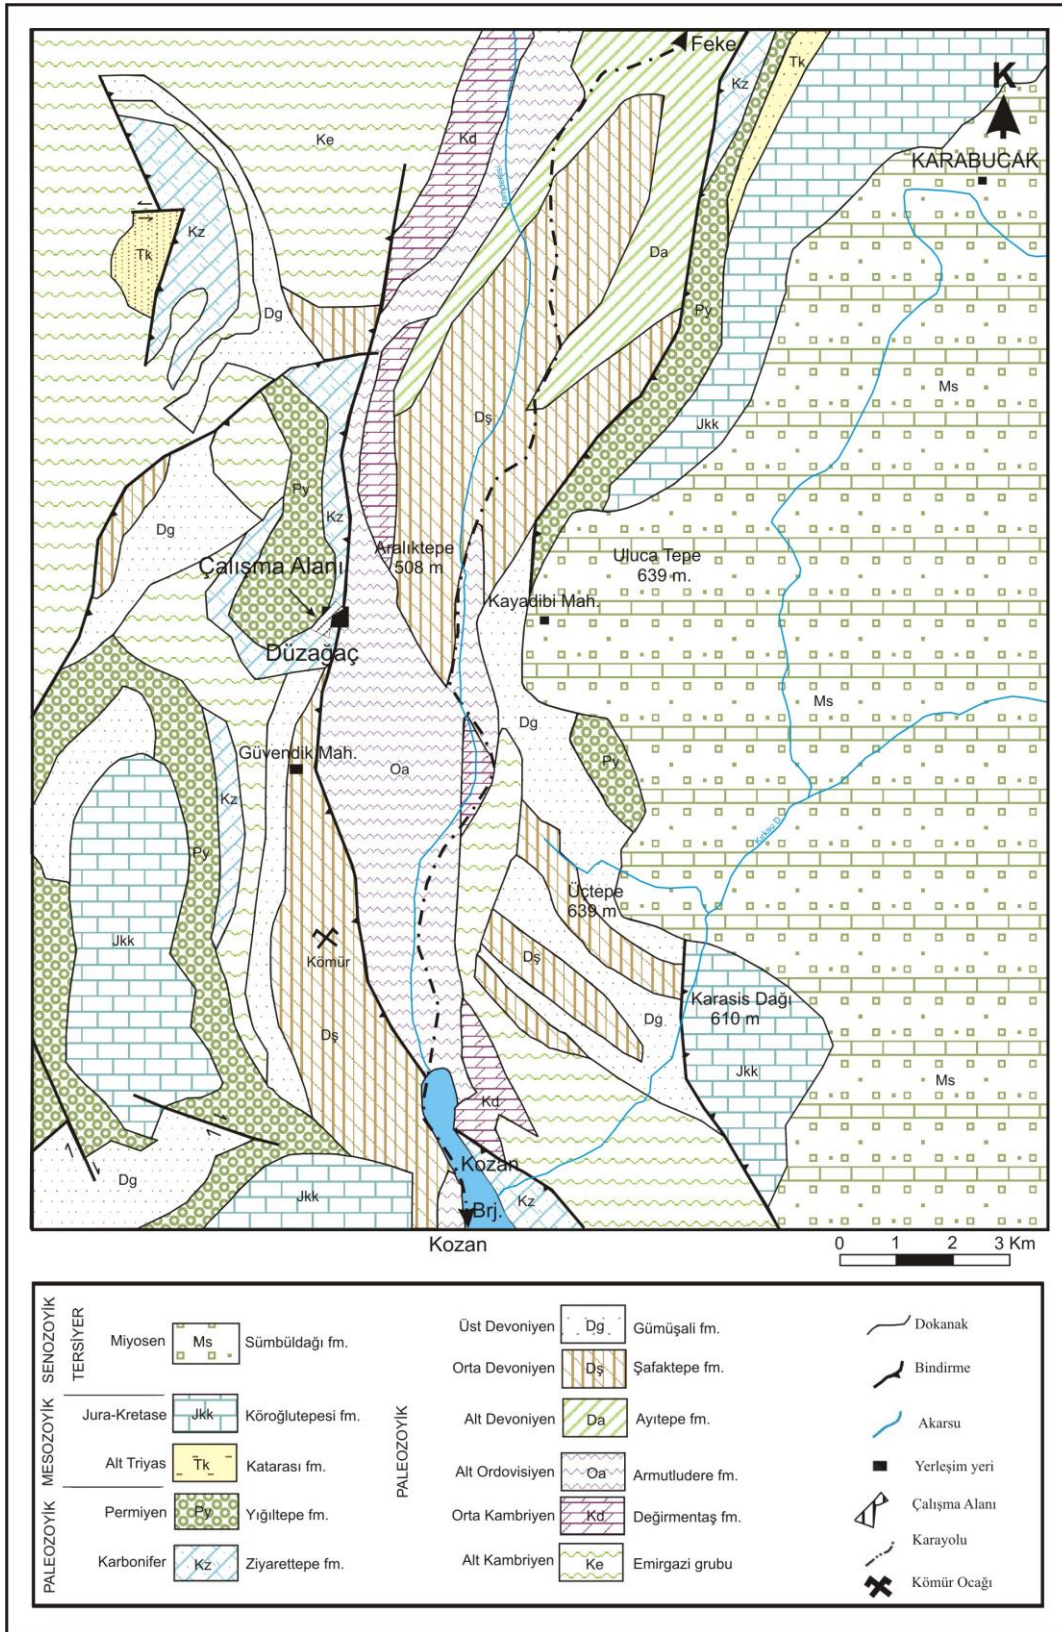 Feke
Tk
Kz
K
Ke
Kd
KARABUCAK
Kz
Tk
Da
Dg
Py
Ms
Dş
Jkk
Py
Kz
Dg
Aralıktepe
508 m
Uluca Tepe
639 m.
Çalışma Alanı
Kayadibi Mah.
Düzağaç
Ms
Dg
Güvendik Mah.
Oa
Py
Kz
Kırksu D.
Py
Üçtepe
639 m
Jkk
Dş
Kömür
Karasis Dağı
610 m
Dş
Dg
Jkk
Ms
Kd
Kozan
Dg
Jkk
Kz
Brj.
Kozan
0 1 2 3 Km
SENOZOYİK
TERSİYER
Miyosen Ms Sümbüldağı fm.
MESOZOYİK
Jura-Kretase Jkk Köroğlutepesi fm.
Alt Triyas Tk Katarası fm.
PALEOZOYİK
Permiyen Py Yığıltepe fm.
Karbonifer Kz Ziyarettepe fm.
PALEOZOYİK
Üst Devoniyen Dg Gümüşali fm.
Orta Devoniyen Dş Şafaktepe fm.
Alt Devoniyen Da Ayıtepe fm.
Alt Ordovisiyen Oa Armutludere fm.
Orta Kambriyen Kd Değirmentaş fm.
Alt Kambriyen Ke Emirgazi grubu
Dokanak
Bindirme
Akarsu
Yerleşim yeri
Çalışma Alanı
Karayolu
Kömür Ocağı